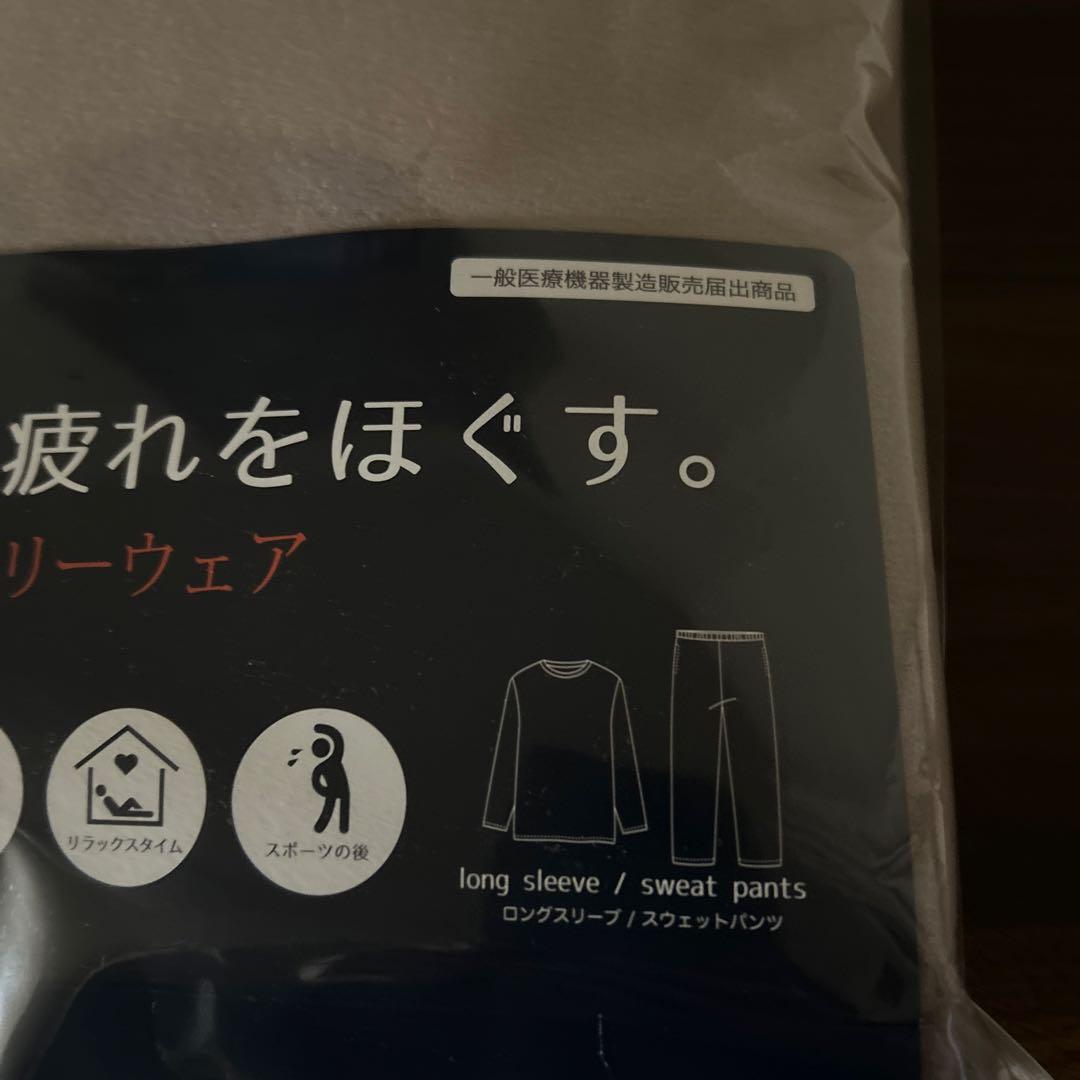 一般医療機器製造販売届出商品
疲れをほぐす。
リーウェア
リラックスタイム
スポーツの後
long sleeve / sweat pants
ロングスリーブ / スウェットパンツ